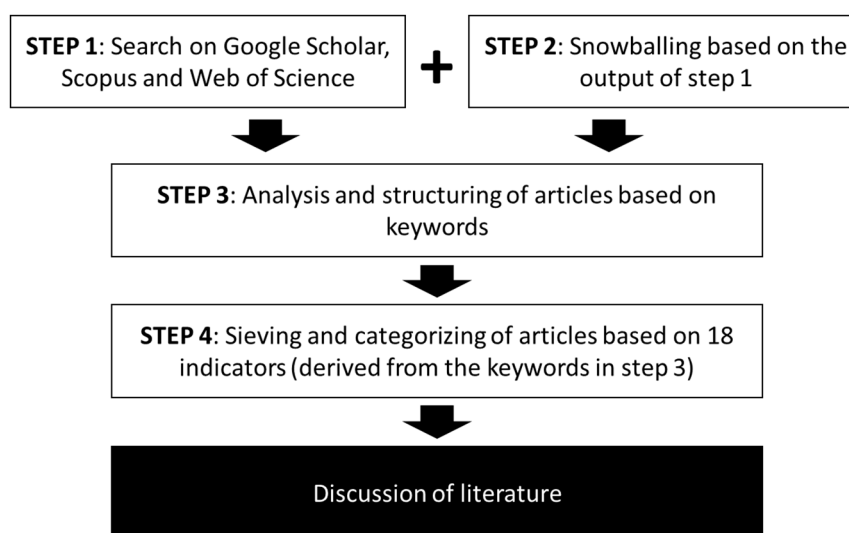 STEP 1: Search on Google Scholar,
Scopus and Web of Science
+
STEP 2: Snowballing based on the
output of step 1
STEP 3: Analysis and structuring of articles based on
keywords
STEP 4: Sieving and categorizing of articles based on 18
indicators (derived from the keywords in step 3)
Discussion of literature